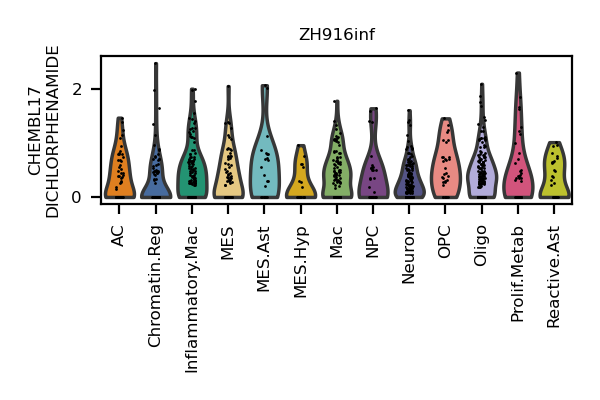 ZH916inf
CHEMBL17
DICHLORPHENAMIDE
2
0
AC
Chromatin.Reg
Inflammatory.Mac
MES
MES.Ast
MES.Hyp
Mac
NPC
Neuron
OPC
Oligo
Prolif.Metab
Reactive.Ast